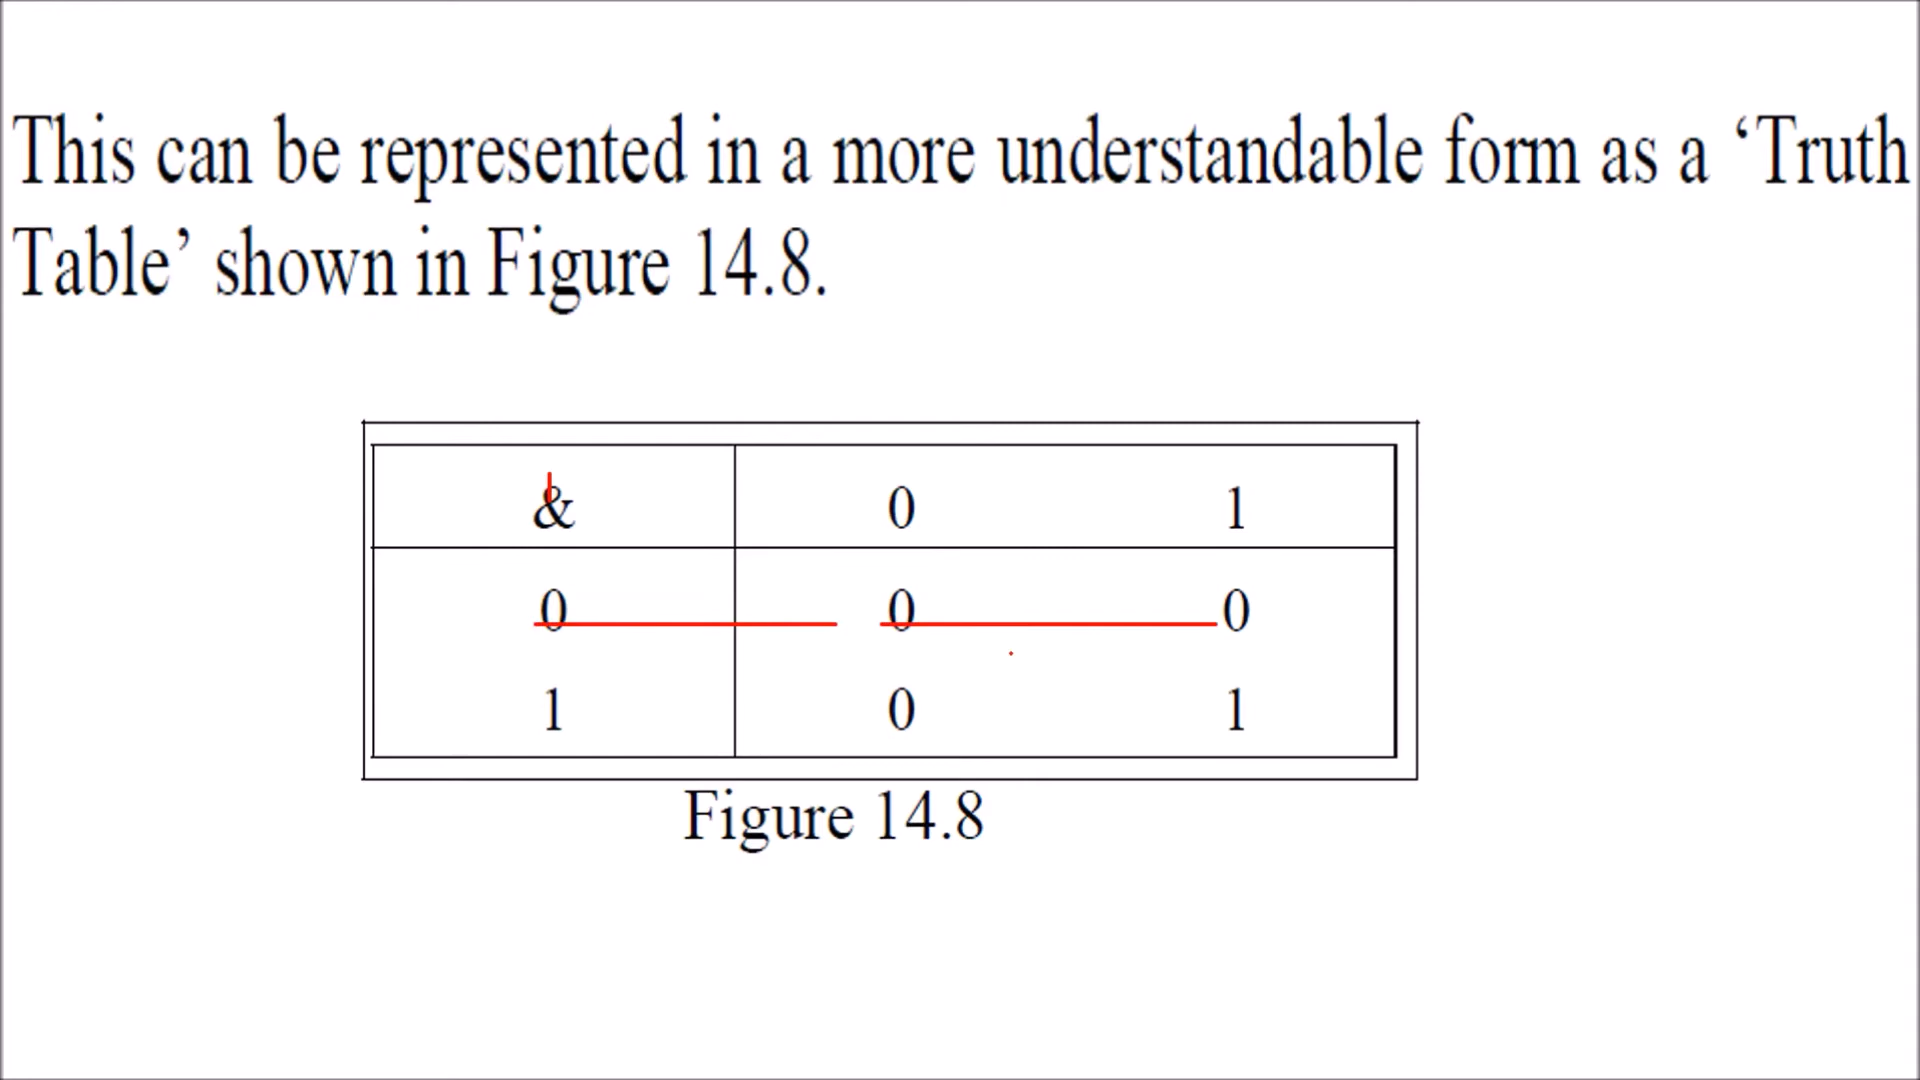 This can be represented in a more understandable form as a ‘Truth
Table’ shown in Figure 14.8.
& 0 1
0 0 0
1 0 1
Figure 14.8